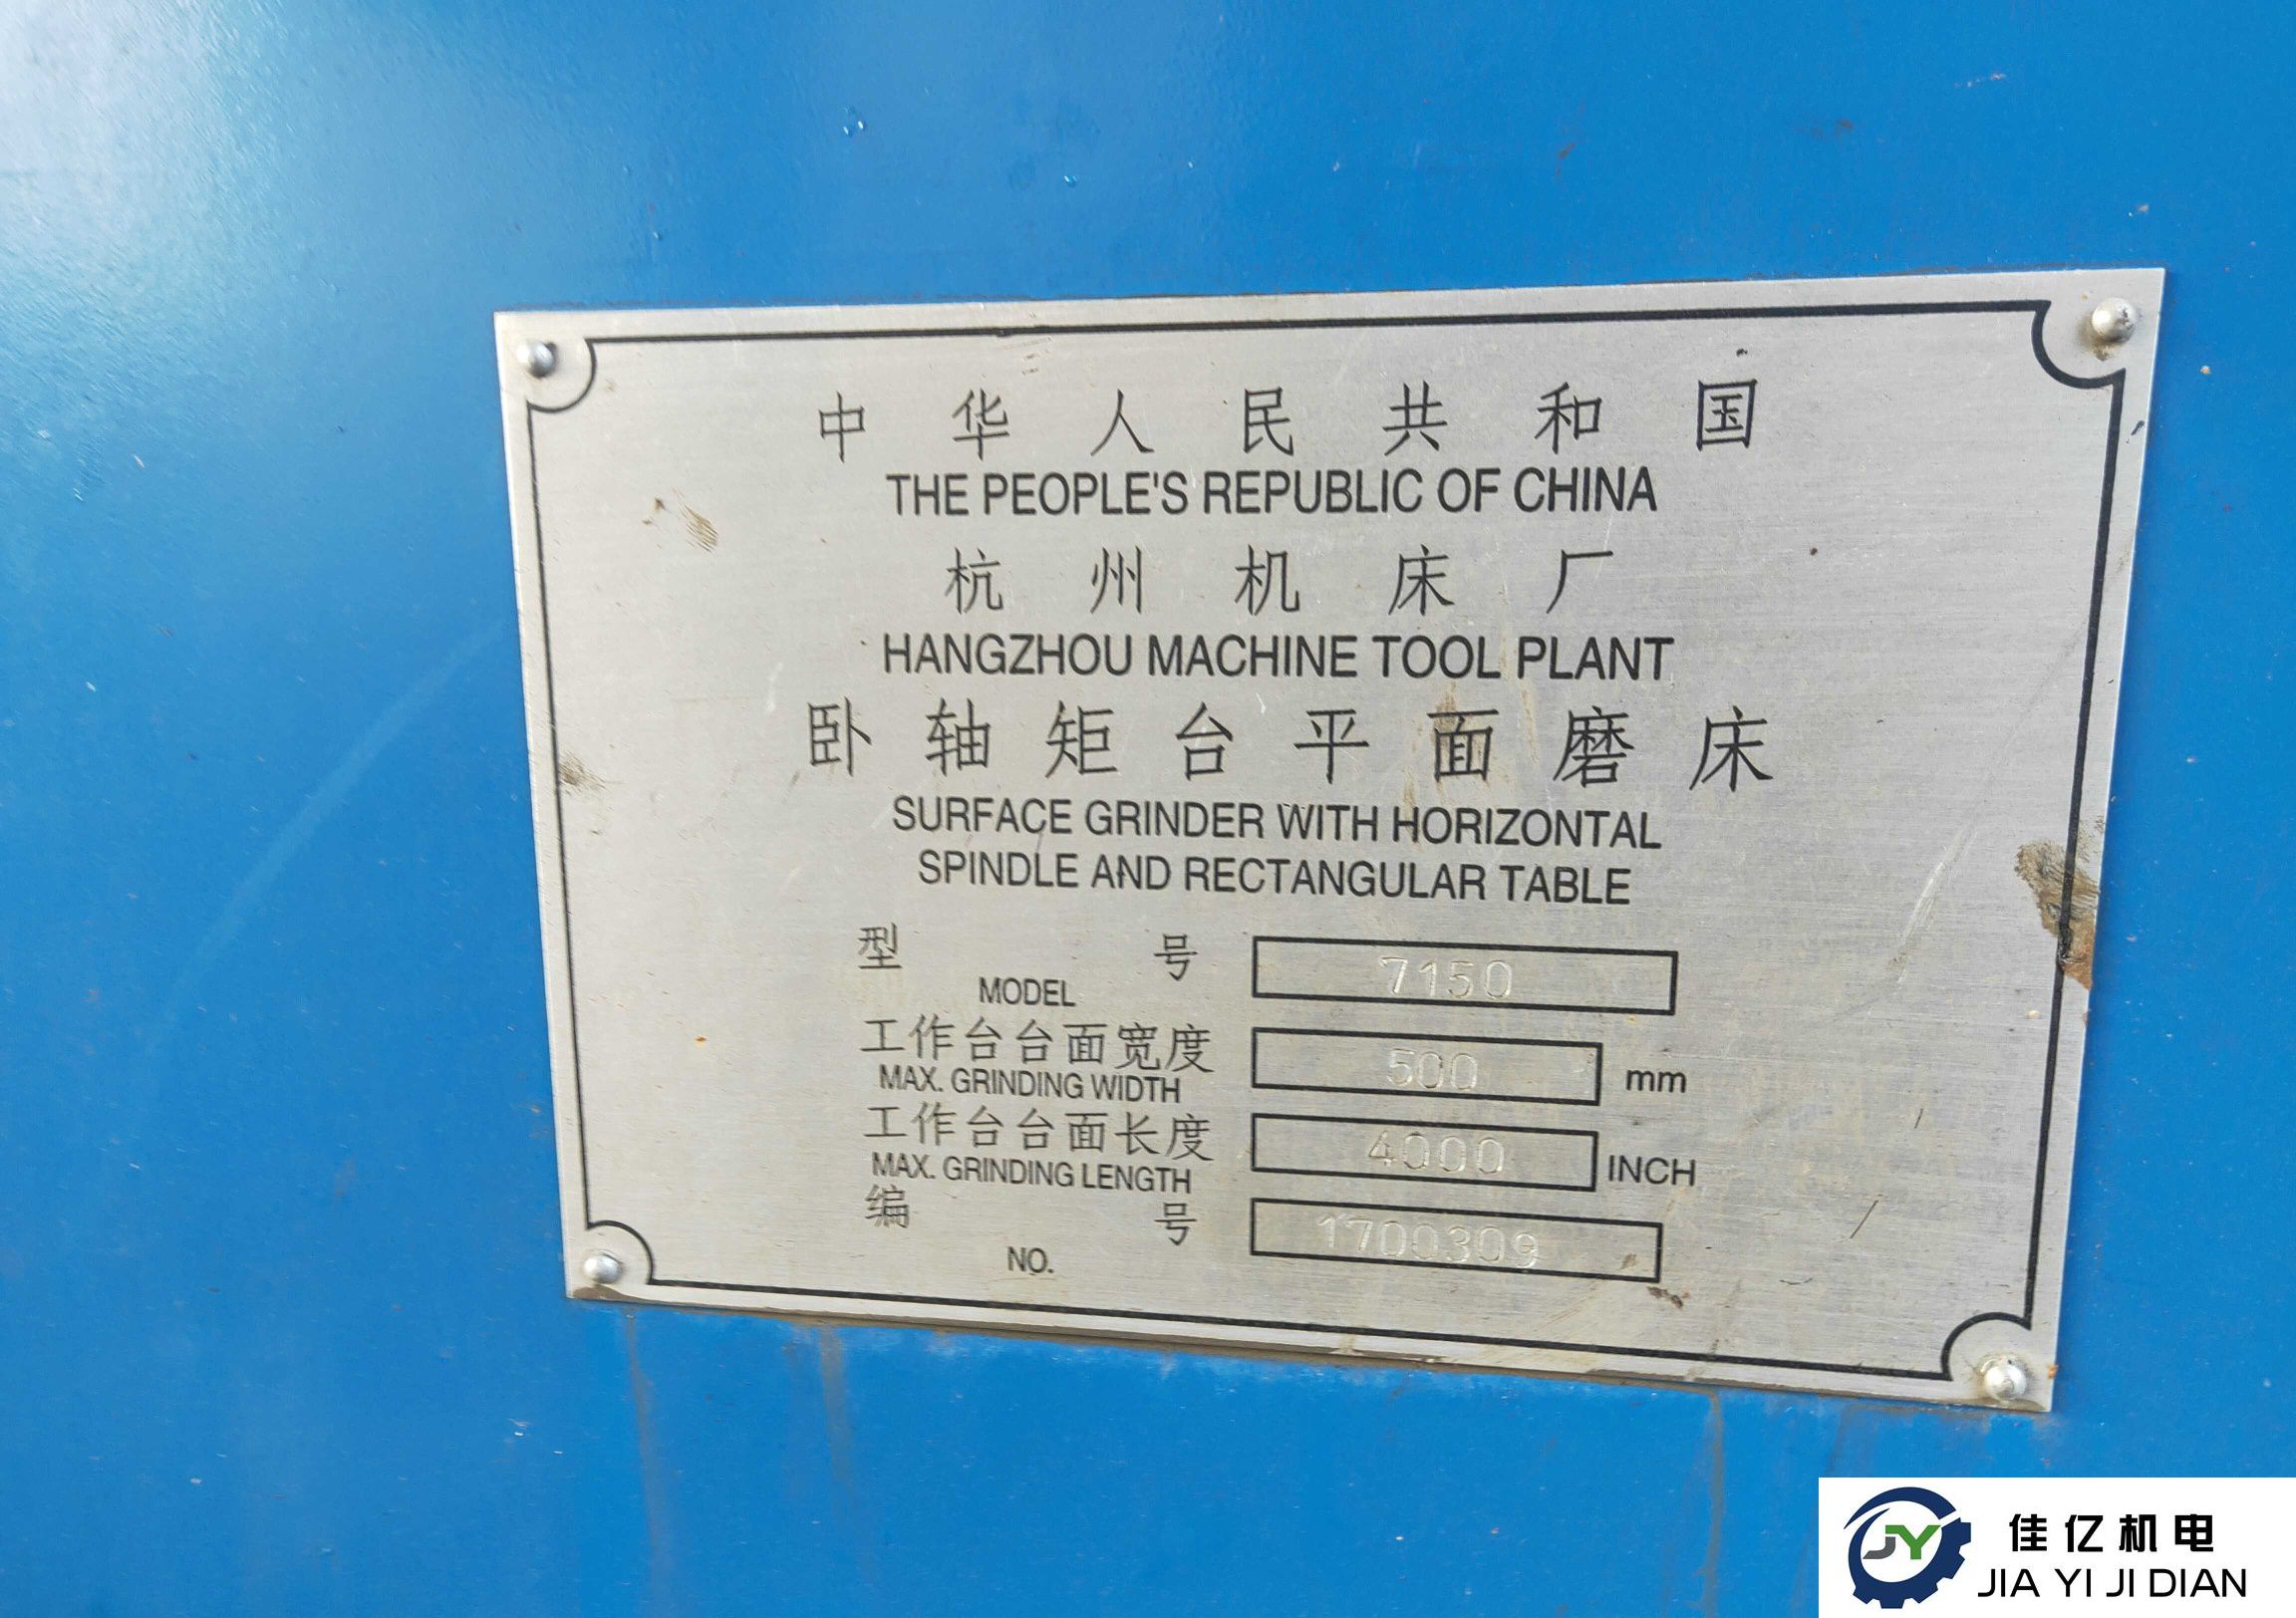 中华人民共和国
THE PEOPLE'S REPUBLIC OF CHINA
杭州机床厂
HANGZHOU MACHINE TOOL PLANT
卧轴矩台平面磨床
SURFACE GRINDER WITH HORIZONTAL
SPINDLE AND RECTANGULAR TABLE
型号 7150
MODEL
工作台台面宽度 500 mm
MAX. GRINDING WIDTH
工作台台面长度 4000 INCH
MAX. GRINDING LENGTH
编号 1700309
NO.
JY 佳亿机电
JIA YI JI DIAN